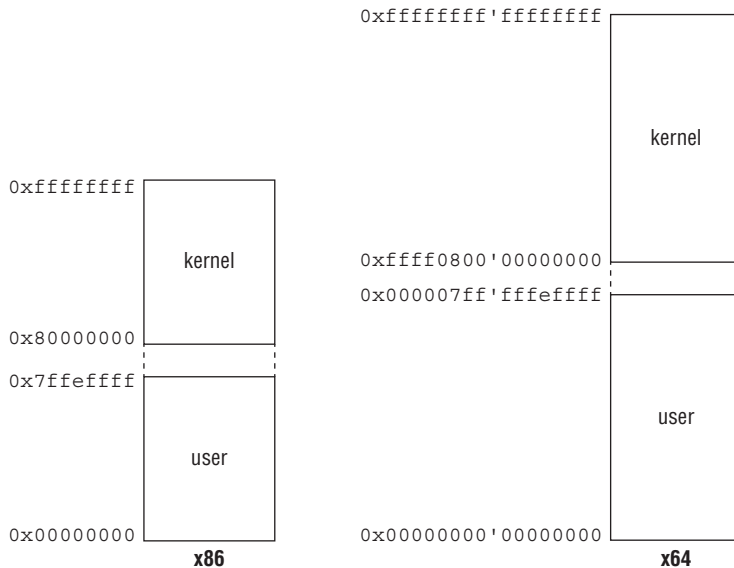 0xffffffff'ffffffff
kernel
0xffffffff
kernel
0xffff0800'00000000
0x000007ff'fffeffff
0x80000000
0x7ffeffff
user
user
0x00000000
0x00000000'00000000
x86
x64